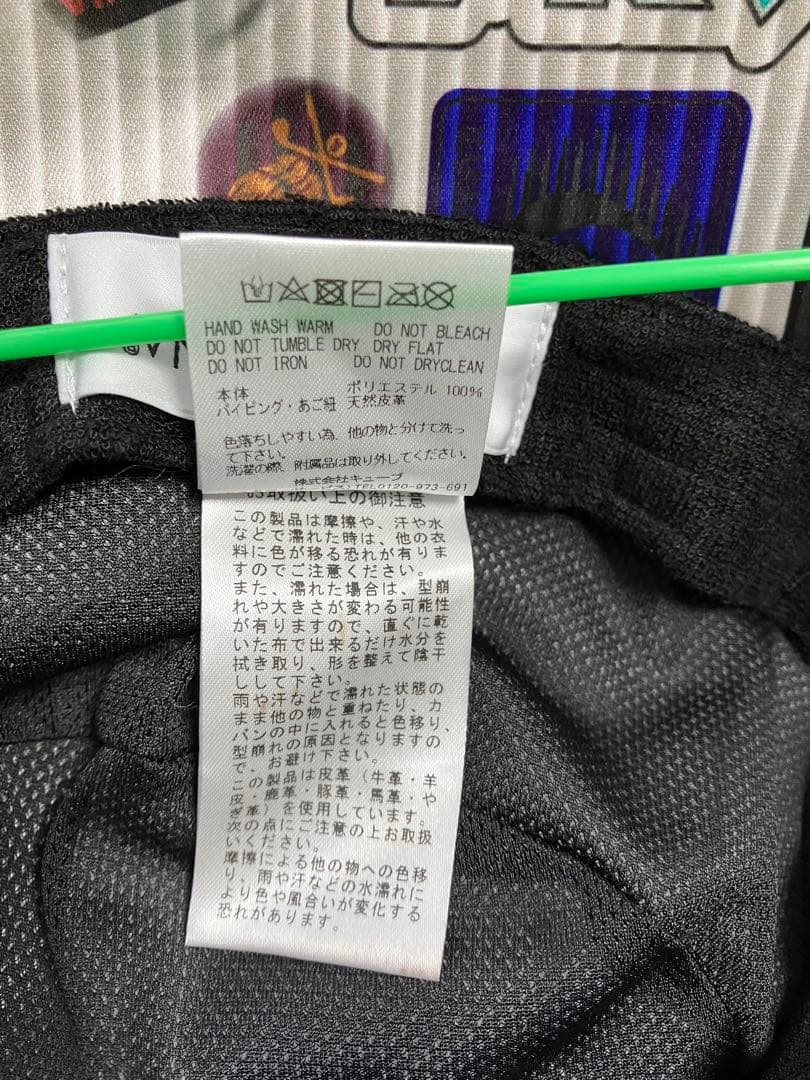 HAND WASH WARM DO NOT BLEACH
DO NOT TUMBLE DRY DRY FLAT
DO NOT IRON DO NOT DRYCLEAN
本体 ポリエステル 100%
パイピング・あご紐 天然皮革
色落ちしやすい為、他の物と分けて洗っ
て下さい。
洗濯の際、附属品は取り外してください。
株式会社キューブ
TEL0120-973-691
お取扱い上の御注意
この製品は摩擦や、汗や水
などで濡れた時は、他の衣
料に色が移る恐れが有りま
すのでご注意ください。
また、濡れた場合は、型崩
れや大きさが変わる可能性
が有りますので、直ぐに乾
いた布で出来るだけ水分を
拭き取り、形を整えて陰干
しして下さい。
雨や汗などで濡れた状態の
まま他の物と重ねたり、カ
バンの中に入れると色移り、
型崩れの原因となりますの
で、お避け下さい。
この製品は皮革（牛革・羊
皮・鹿革・豚革・馬革・や
ぎ革）を使用しています。
次の点にご注意の上お取扱
いください。
摩擦による他の物への色移
り、雨や汗などの水濡れに
より色や風合いが変化する
恐れがあります。